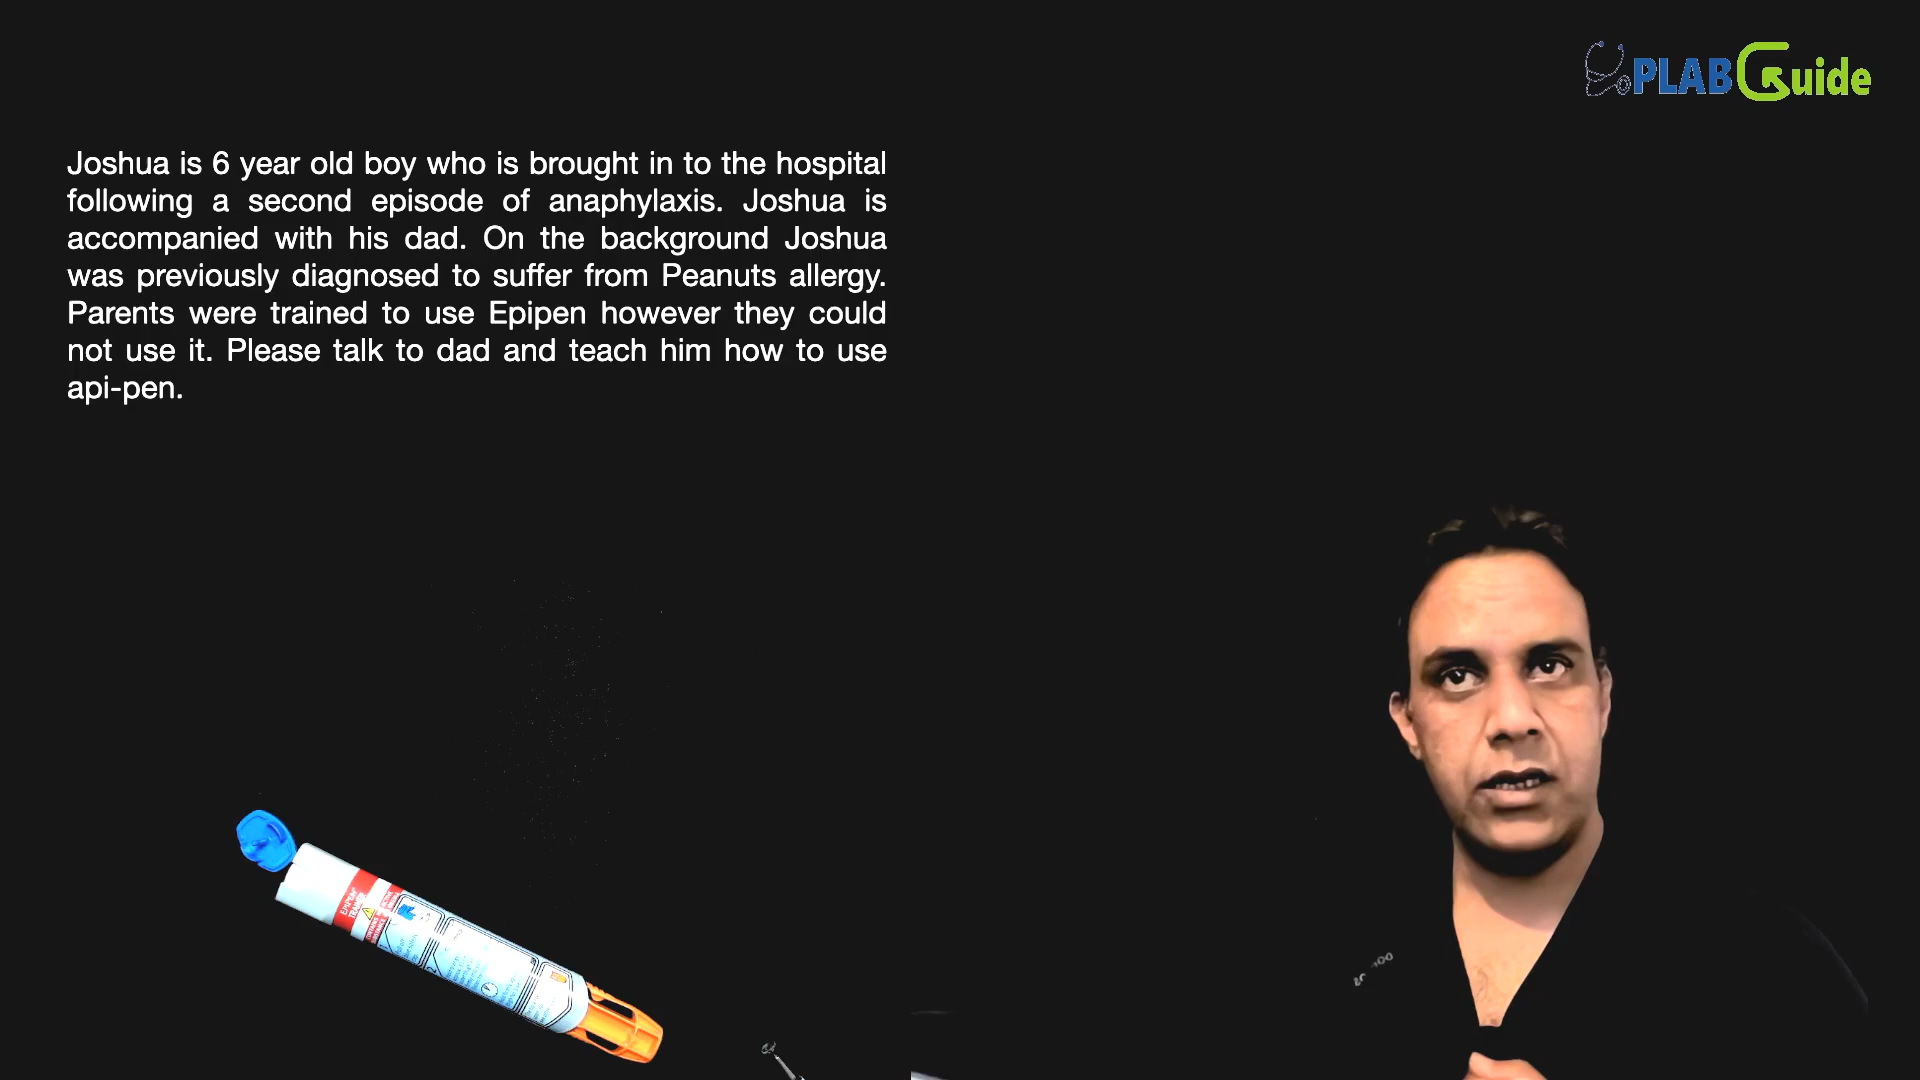 PLABGuide
Joshua is 6 year old boy who is brought in to the hospital
following a second episode of anaphylaxis. Joshua is
accompanied with his dad. On the background Joshua
was previously diagnosed to suffer from Peanuts allergy.
Parents were trained to use Epipen however they could
not use it. Please talk to dad and teach him how to use
api-pen.